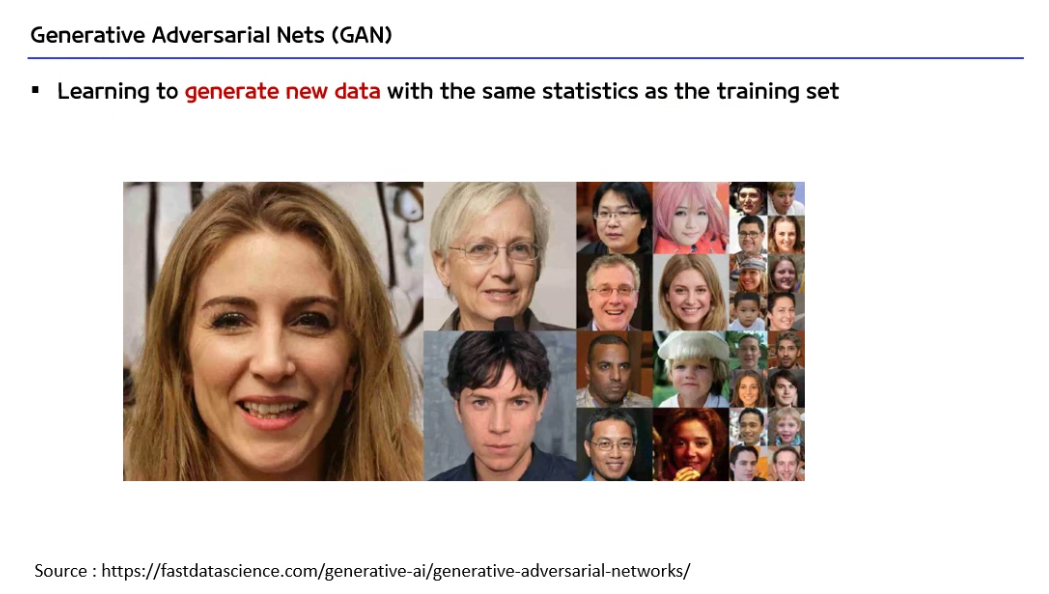 Generative Adversarial Nets (GAN)
▪ Learning to generate new data with the same statistics as the training set
Source : https://fastdatascience.com/generative-ai/generative-adversarial-networks/